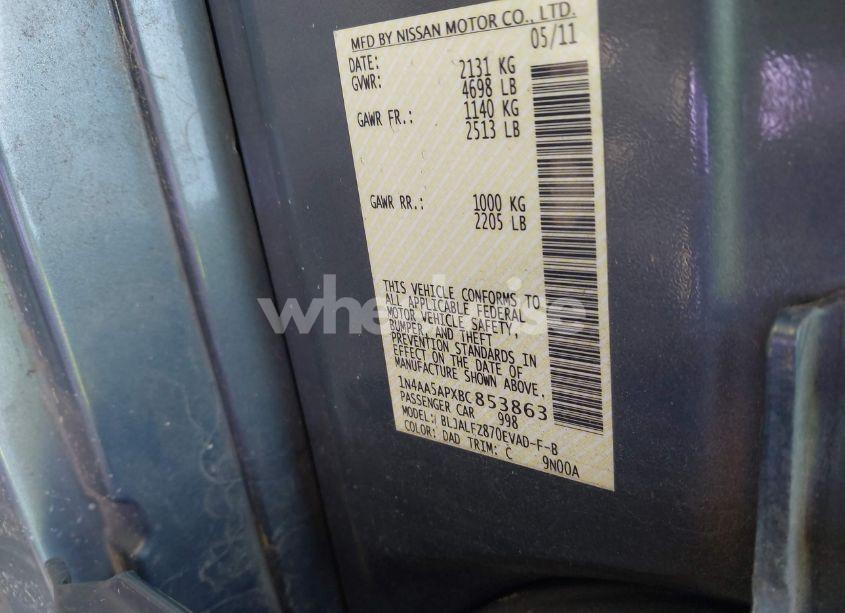 MFD BY NISSAN MOTOR CO., LTD.
DATE: 05/11
GVWR: 2131 KG
4698 LB
GAWR FR.: 1140 KG
2513 LB
GAWR RR.: 1000 KG
2205 LB
THIS VEHICLE CONFORMS TO
ALL APPLICABLE FEDERAL
MOTOR VEHICLE SAFETY,
BUMPER, AND THEFT
PREVENTION STANDARDS IN
EFFECT ON THE DATE OF
MANUFACTURE SHOWN ABOVE.
1N4AA5APXBC853863
PASSENGER CAR 998
MODEL: BLJALFZ870EVAD-F-B
COLOR: DAD TRIM: C 9N00A